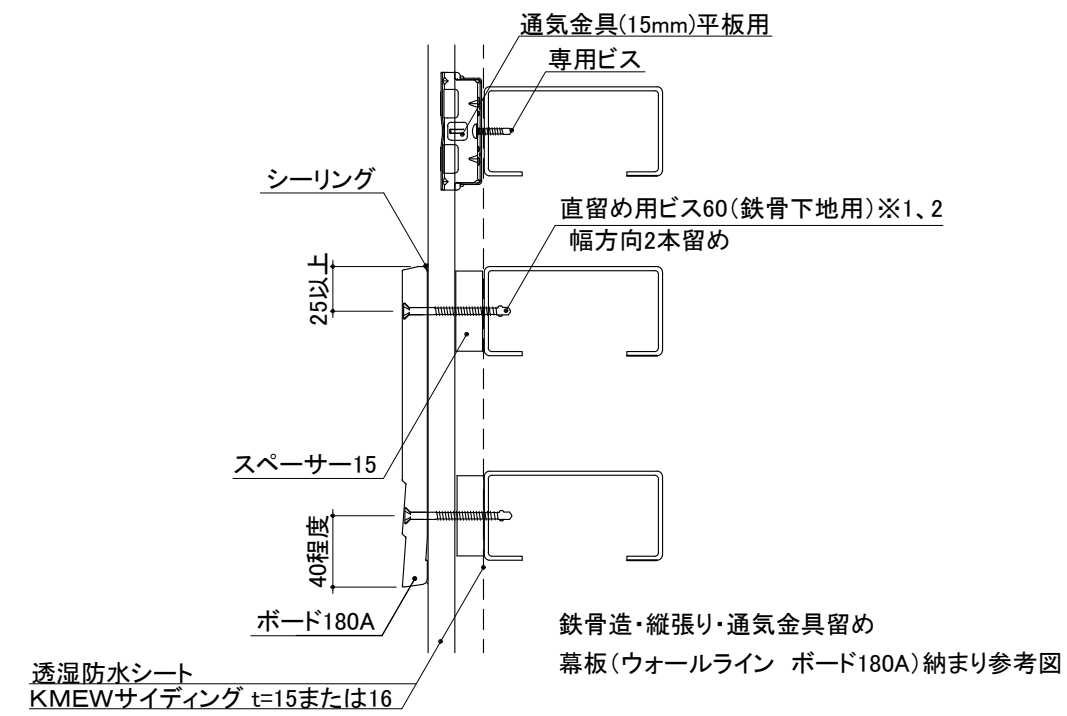 通気金具(15mm)平板用
専用ビス
シーリング
直留め用ビス60(鉄骨下地用)※1、2
幅方向2本留め
25以上
スペーサー15
40程度
ボード180A
鉄骨造・縦張り・通気金具留め
幕板(ウォールライン ボード180A)納まり参考図
透湿防水シート
KMEWサイディング t=15または16